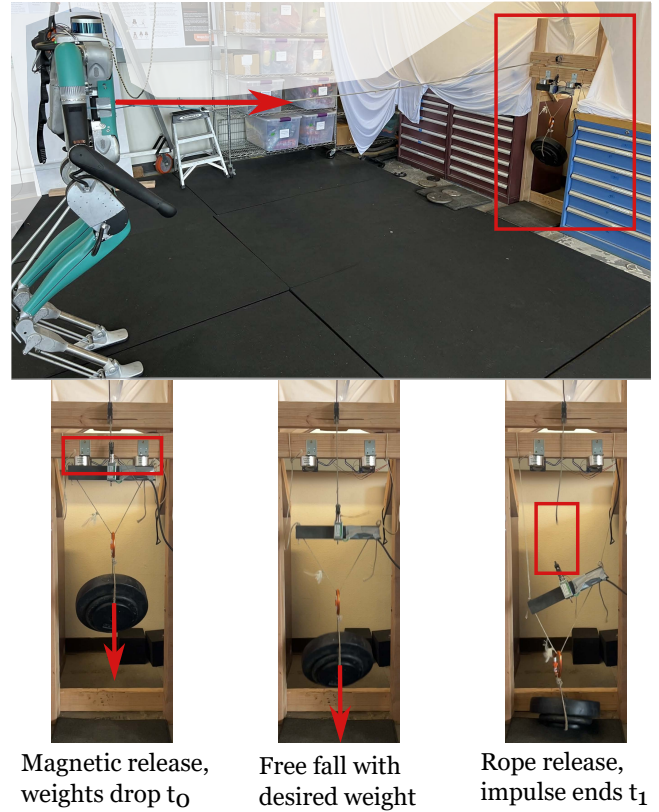 Magnetic release,
weights drop t0
Free fall with
desired weight
Rope release,
impulse ends t1